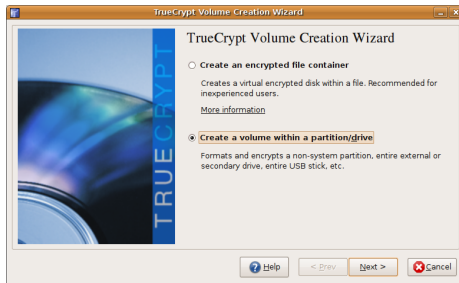 TrueCrypt Volume Creation Wizard
TRUECRYPT
TrueCrypt Volume Creation Wizard
Create an encrypted file container
Creates a virtual encrypted disk within a file. Recommended for
inexperienced users.
More information
Create a volume within a partition/drive
Formats and encrypts a non-system partition, entire external or
secondary drive, entire USB stick, etc.
Help
< Prev
Next >
Cancel